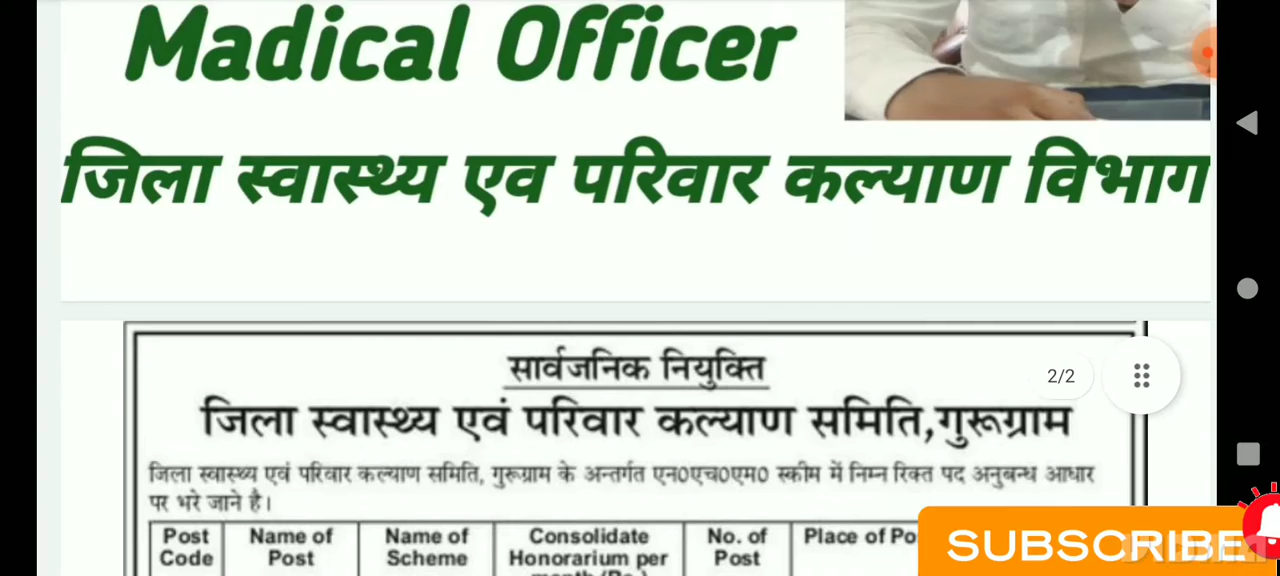 Madical Officer
जिला स्वास्थ्य एव परिवार कल्याण विभाग
सार्वजनिक नियुक्ति
2/2
जिला स्वास्थ्य एवं परिवार कल्याण समिति,गुरूग्राम
जिला स्वास्थ्य एवं परिवार कल्याण समिति, गुरूग्राम के अन्तर्गत एन0एच0एम0 स्कीम में निम्न रिक्त पद अनुबन्ध आधार
पर भरे जाने है।
Post Code
Name of Post
Name of Scheme
Consolidate Honorarium per
No. of Post
Place of
SUBSCRIBE